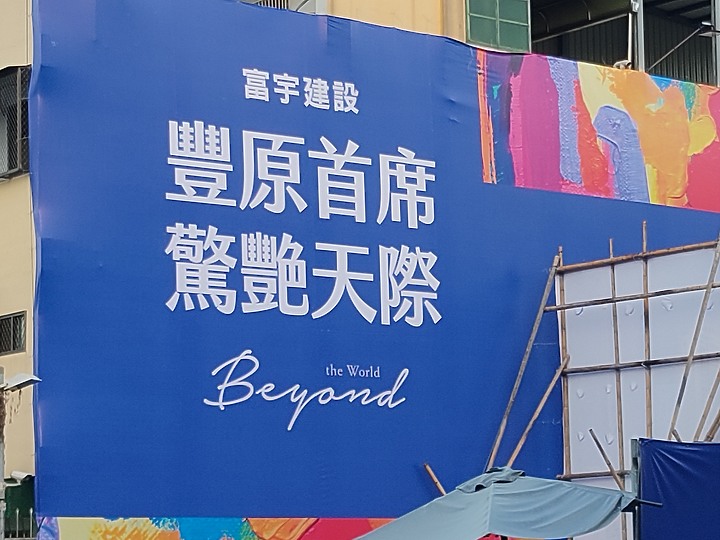 富宇建設
豐原首席
驚艷天際
the World
Beyond